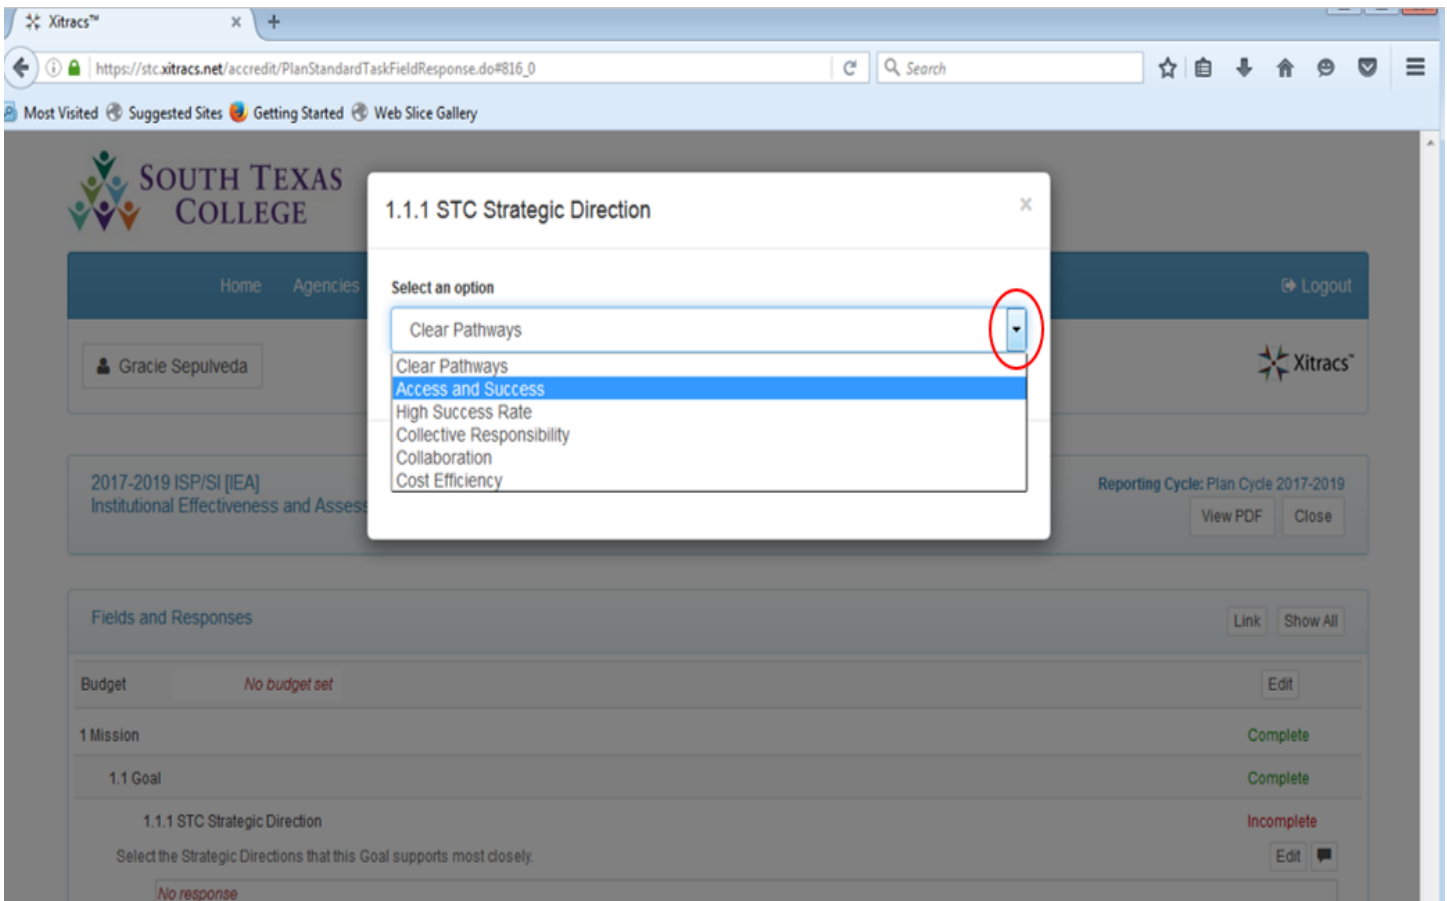 Xitracs™
https://stc.xitracs.net/accredit/PlanStandardTaskFieldResponse.do#816_0
Search
Most Visited Suggested Sites Getting Started Web Slice Gallery
SOUTH TEXAS
COLLEGE
1.1.1 STC Strategic Direction
Home Agencies
Logout
Select an option
Clear Pathways
Gracie Sepulveda
Xitracs™
Clear Pathways
Access and Success
High Success Rate
Collective Responsibility
Collaboration
Cost Efficiency
2017-2019 ISP/SI [IEA]
Institutional Effectiveness and Assess
Reporting Cycle: Plan Cycle 2017-2019
View PDF Close
Fields and Responses
Link Show All
Budget No budget set Edit
1 Mission Complete
1.1 Goal Complete
1.1.1 STC Strategic Direction Incomplete
Select the Strategic Directions that this Goal supports most closely. Edit
No response